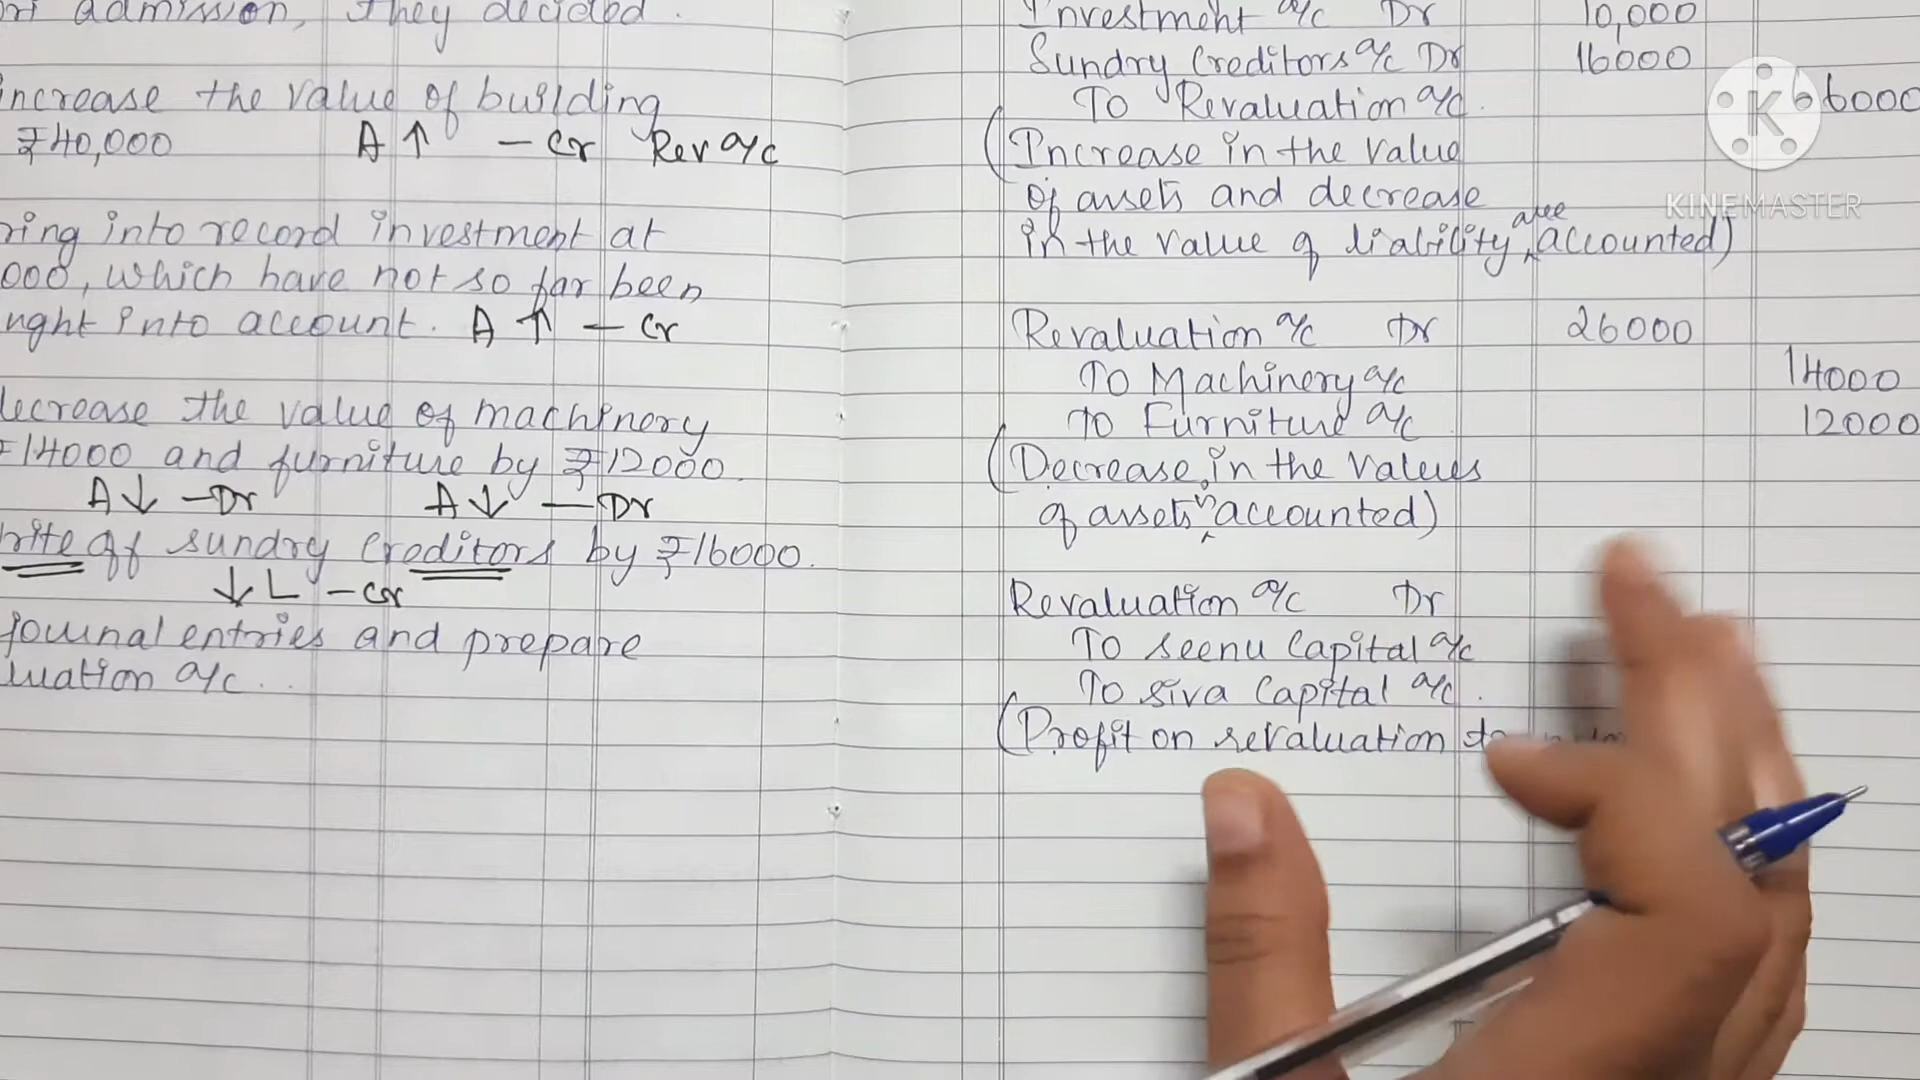 admission, they decided.
increase the value of building
₹40,000 A ↑ - Cr Rev a/c
ring into record investment at
000, which have not so far been
ught into account. A ↑ - Cr
decrease the value of machinery
₹14000 and furniture by ₹12000.
A ↓ - Dr A ↓ - Dr
rite off sundry creditors by ₹16000.
↓ L - Cr
journal entries and prepare
luation a/c.
Investment a/c Dr 10,000
Sundry Creditors a/c Dr 16000
To Revaluation a/c. 66000
(Increase in the value
of assets and decrease
in the value of liability are accounted)
Revaluation a/c Dr 26000
To Machinery a/c 14000
To Furniture a/c 12000
(Decrease in the values
of assets accounted)
Revaluation a/c Dr
To seenu capital a/c
To siva capital a/c.
(Profit on revaluation
K
KINEMASTER